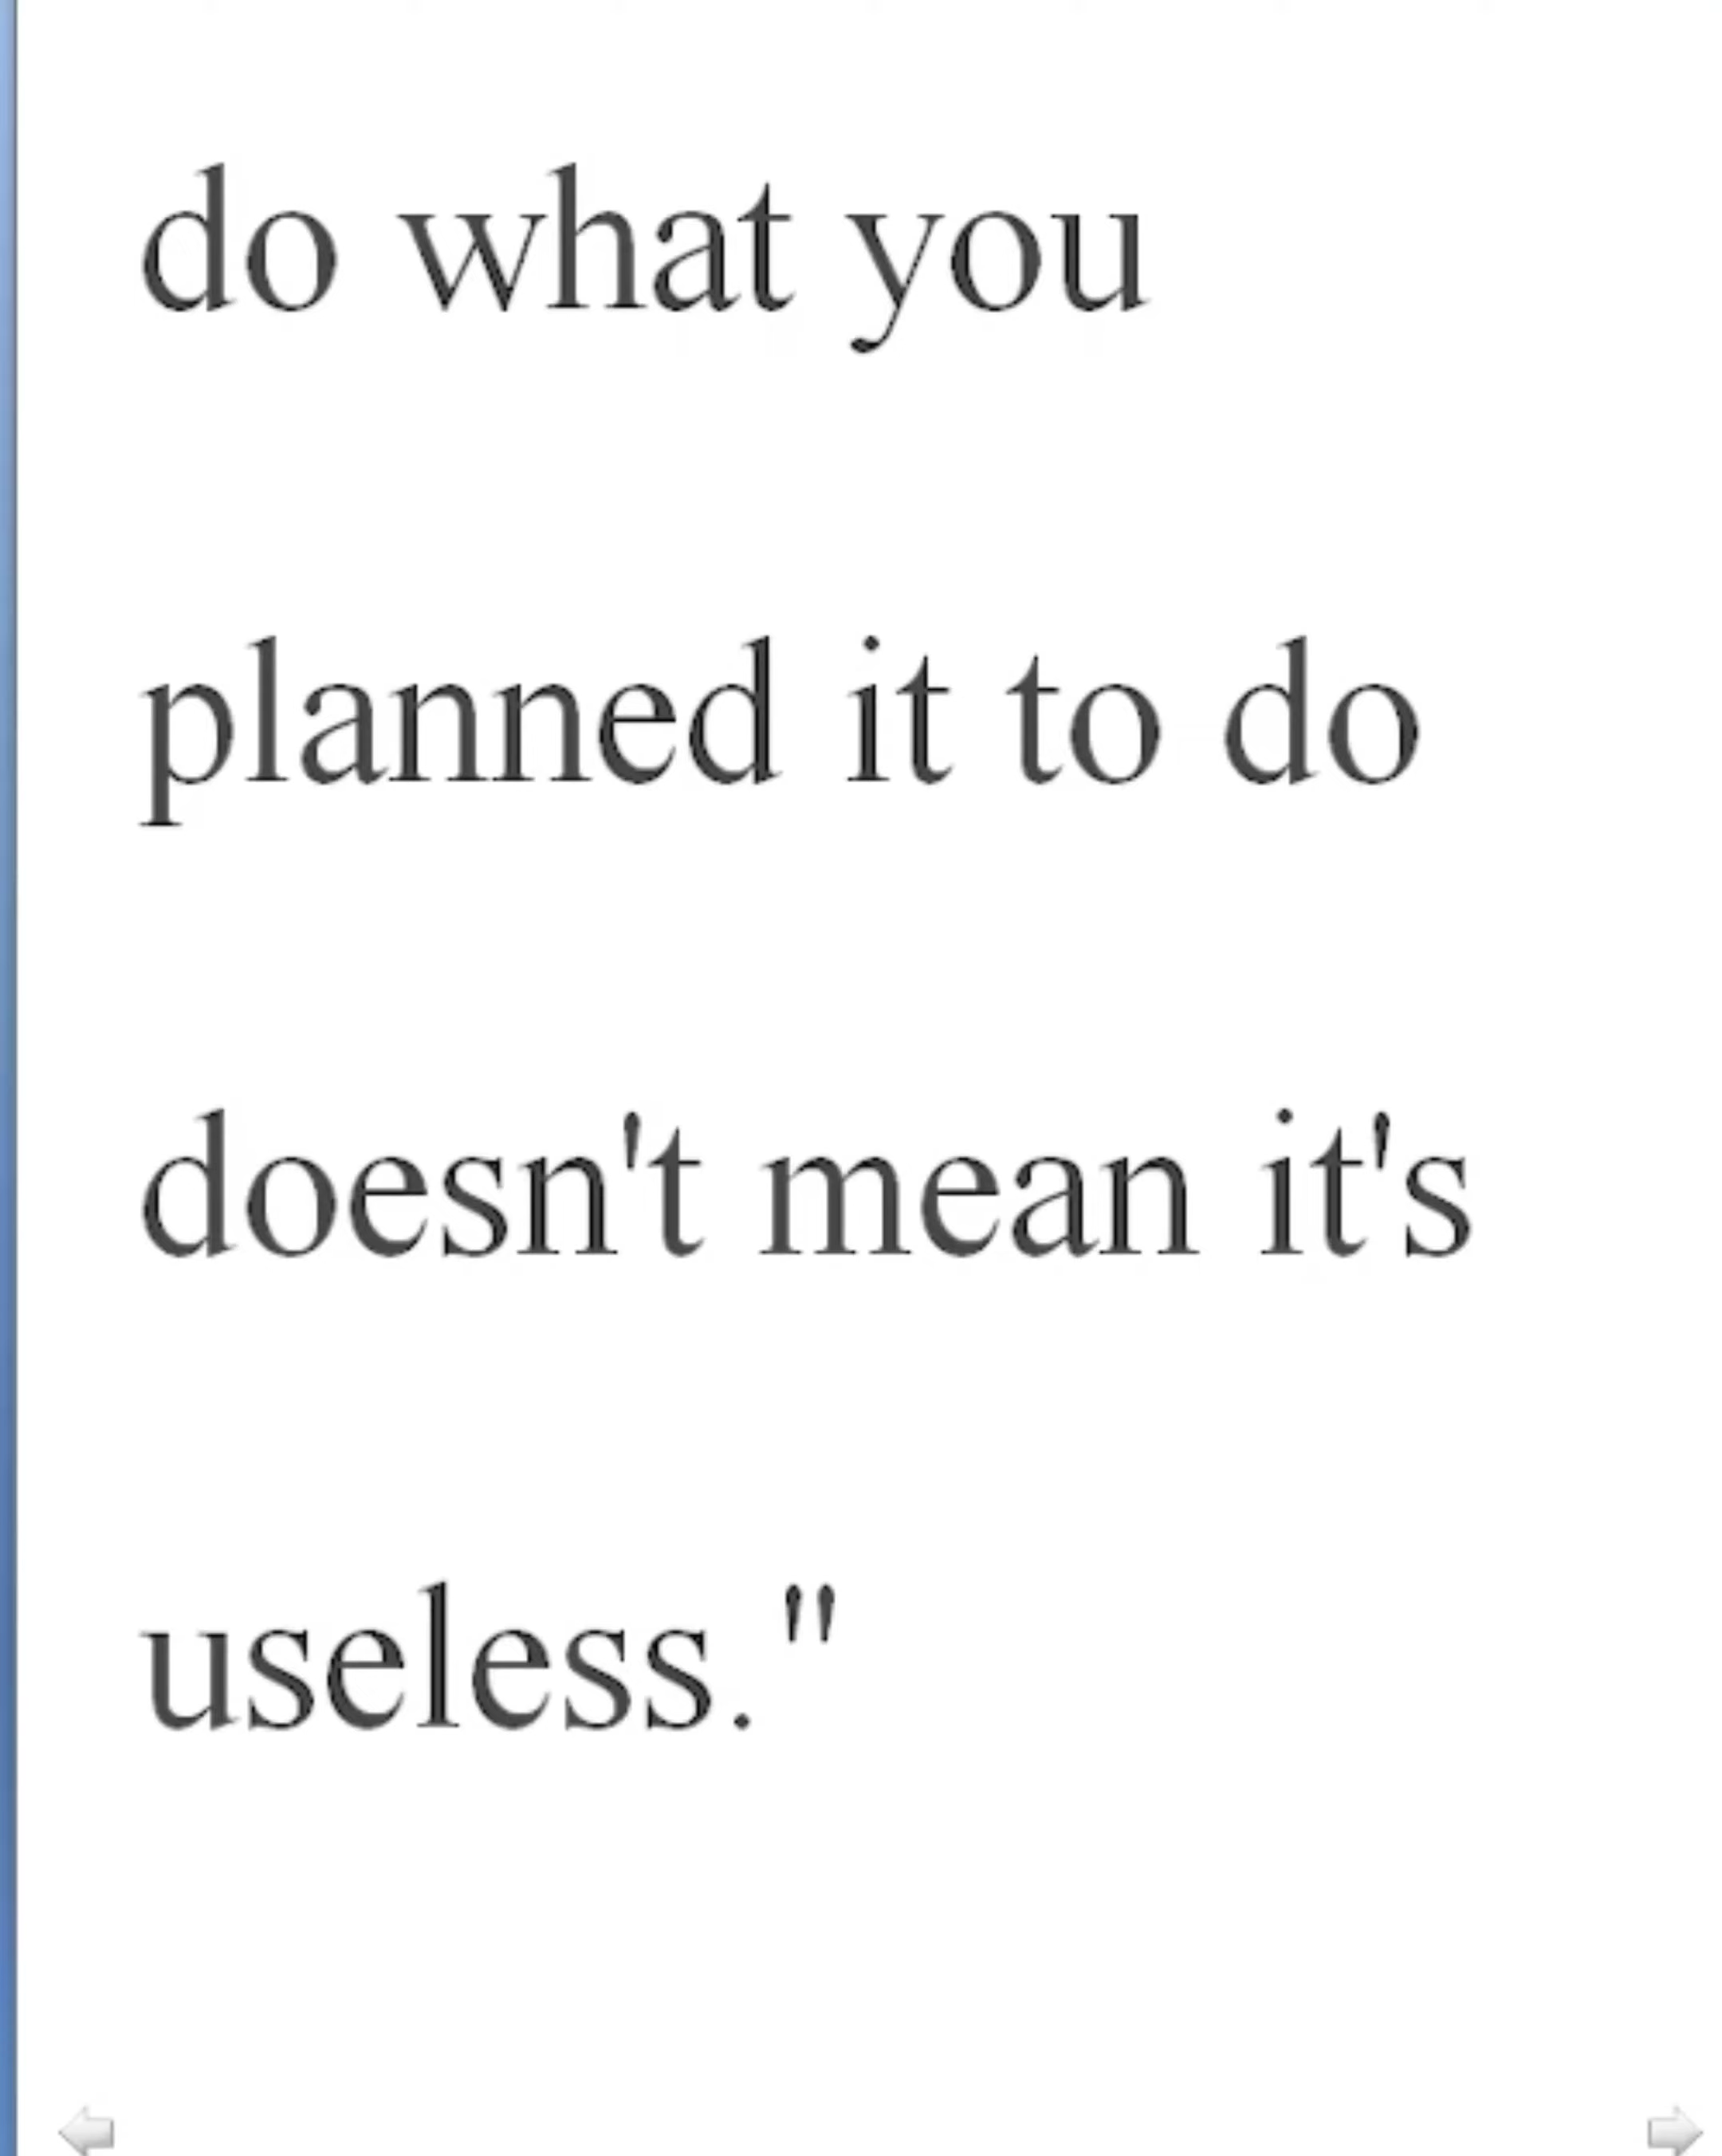 do what you
planned it to do
doesn't mean it's
useless."